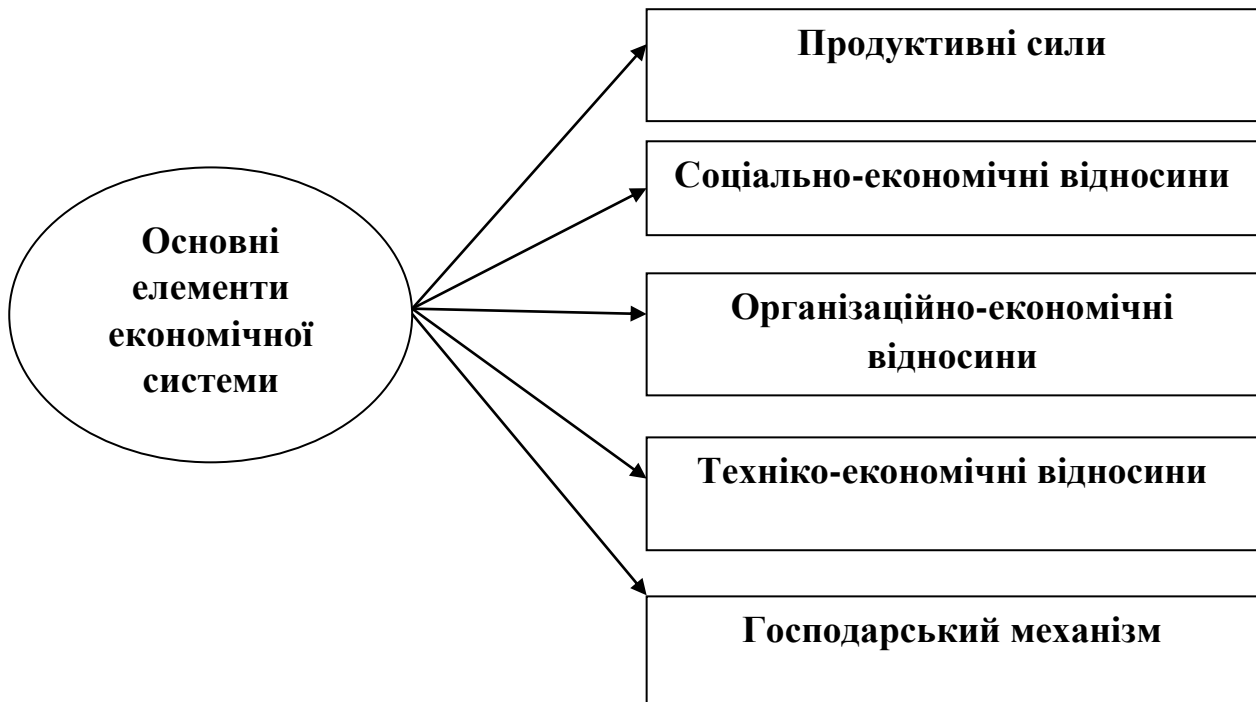 Продуктивні сили
Соціально-економічні відносини
Основні
елементи
економічної
системи
Організаційно-економічні
відносини
Техніко-економічні відносини
Господарський механізм